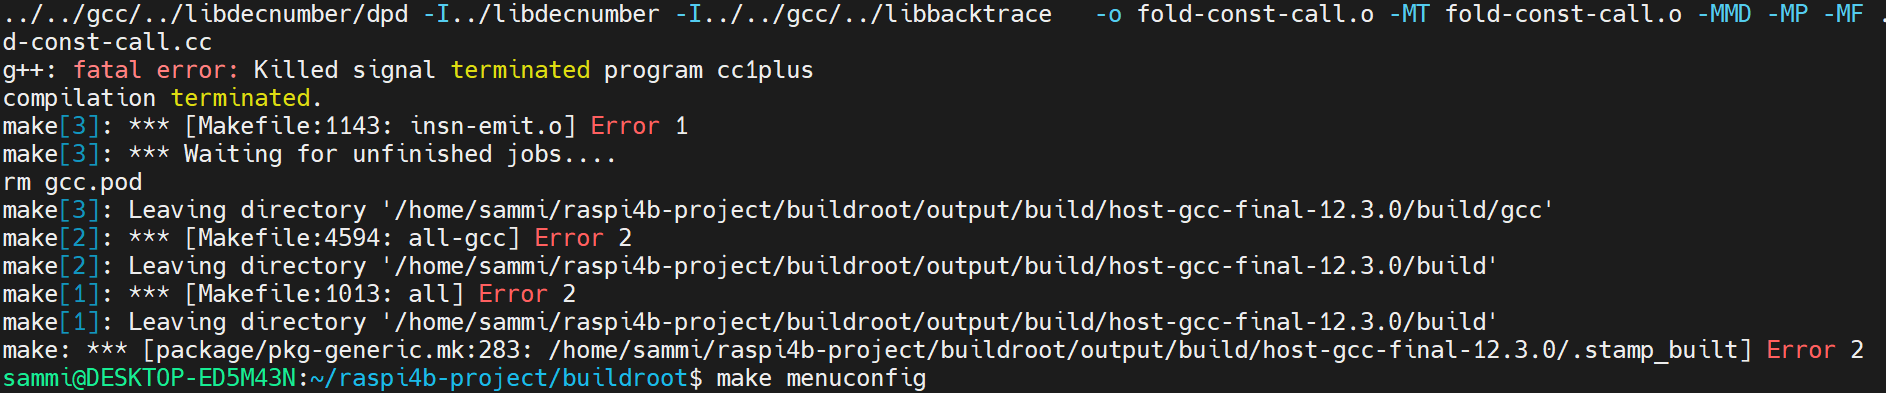 ../../gcc/../libdecnumber/dpd -I../libdecnumber -I../../gcc/../libbacktrace   -o fold-const-call.o -MT fold-const-call.o -MMD -MP -MF .
d-const-call.cc
g++: fatal error: Killed signal terminated program cc1plus
compilation terminated.
make[3]: *** [Makefile:1143: insn-emit.o] Error 1
make[3]: *** Waiting for unfinished jobs....
rm gcc.pod
make[3]: Leaving directory '/home/sammi/raspi4b-project/buildroot/output/build/host-gcc-final-12.3.0/build/gcc'
make[2]: *** [Makefile:4594: all-gcc] Error 2
make[2]: Leaving directory '/home/sammi/raspi4b-project/buildroot/output/build/host-gcc-final-12.3.0/build'
make[1]: *** [Makefile:1013: all] Error 2
make[1]: Leaving directory '/home/sammi/raspi4b-project/buildroot/output/build/host-gcc-final-12.3.0/build'
make: *** [package/pkg-generic.mk:283: /home/sammi/raspi4b-project/buildroot/output/build/host-gcc-final-12.3.0/.stamp_built] Error 2
sammi@DESKTOP-ED5M43N:~/raspi4b-project/buildroot$ make menuconfig